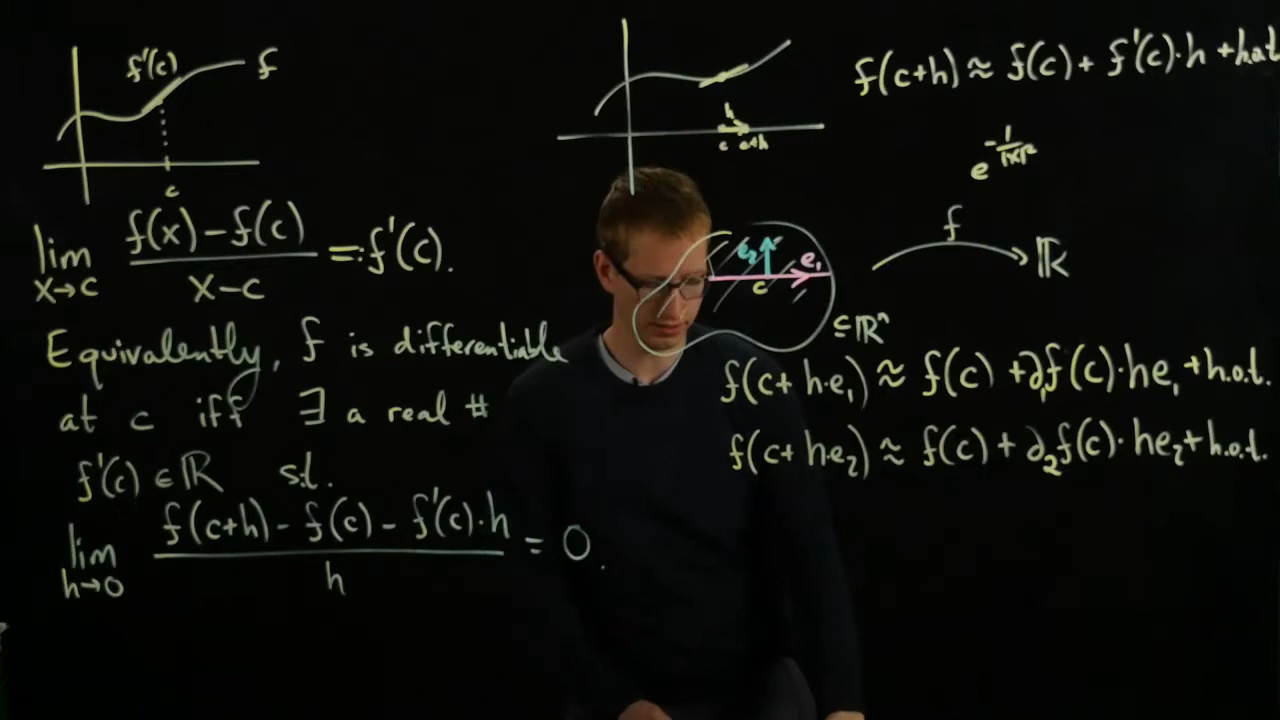 f'(c) f
c
lim x→c (f(x)-f(c))/(x-c) =: f'(c).
Equivalently, f is differentiable
at c iff ∃ a real #
f'(c) ∈ ℝ s.t.
lim h→0 (f(c+h) - f(c) - f'(c)·h)/h = 0.
h
c c+h
f(c+h) ≈ f(c) + f'(c)·h + h.o.t
e^{-1/|x|²}
e₂ e₁
c
⊆ ℝⁿ
f
ℝ
f(c+h·e₁) ≈ f(c) + ∂₁f(c)·he₁ + h.o.t.
f(c+he₂) ≈ f(c) + ∂₂f(c)·he₂ + h.o.t.